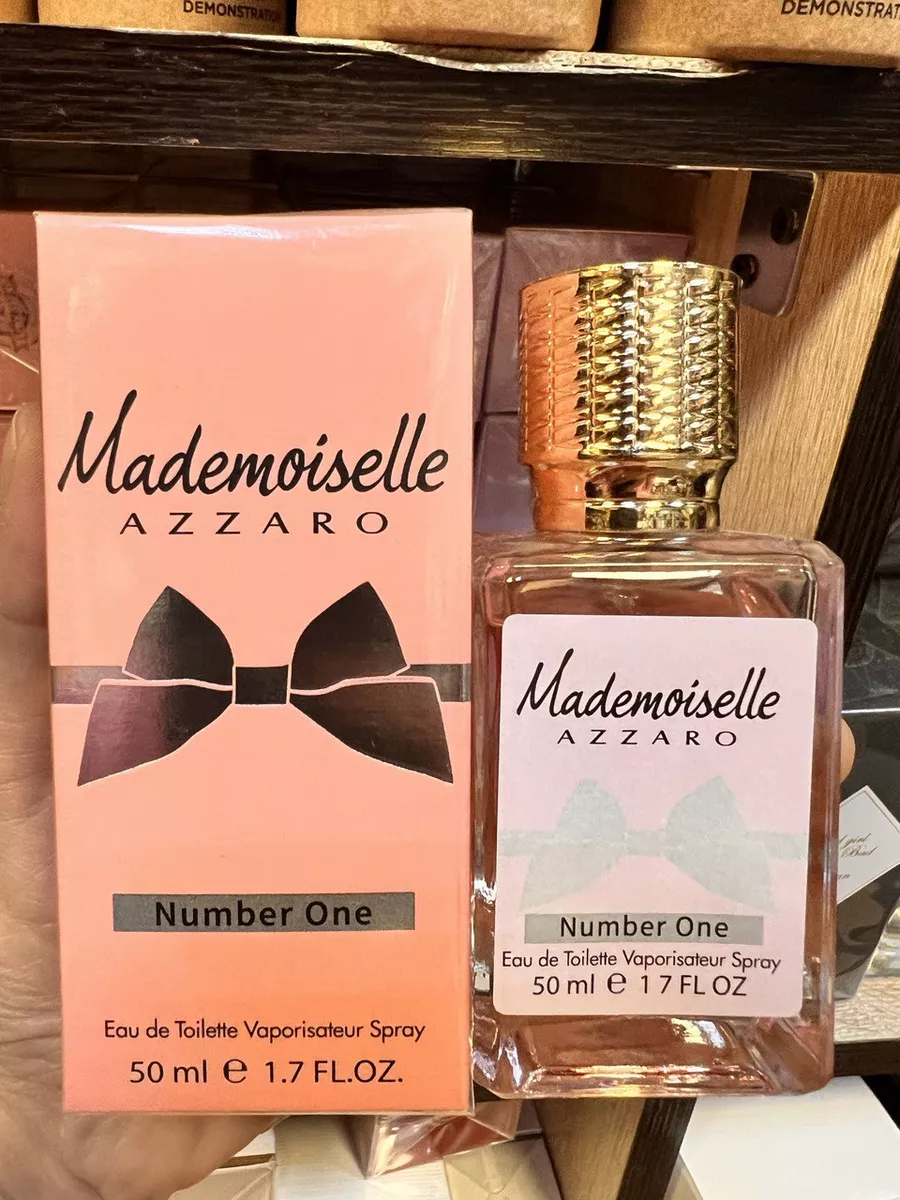 DEMONSTRATI
DEMONSTRAT
Mademoiselle
AZZARO
Number One
Eau de Toilette Vaporisateur Spray
50 ml e 1.7 FL.OZ.
Mademoiselle
AZZARO
Number One
Eau de Toilette Vaporisateur Spray
50 ml e 1 7 FL OZ
girl